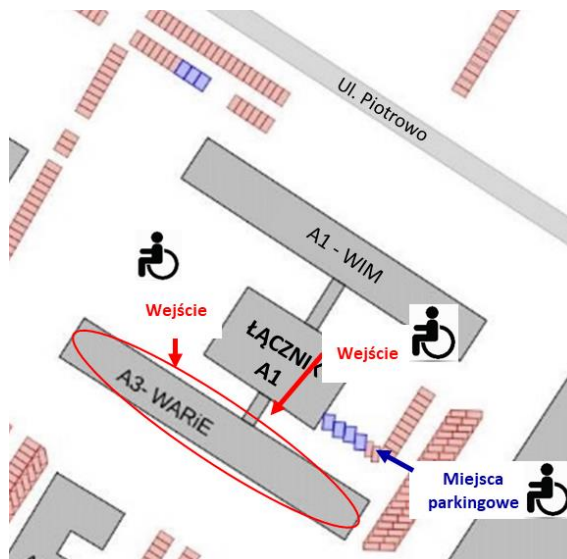 Ul. Piotrowo
A1 - WIM
Wejście
ŁĄCZNIK
A1
Wejście
A3- WARiE
Miejsca
parkingowe